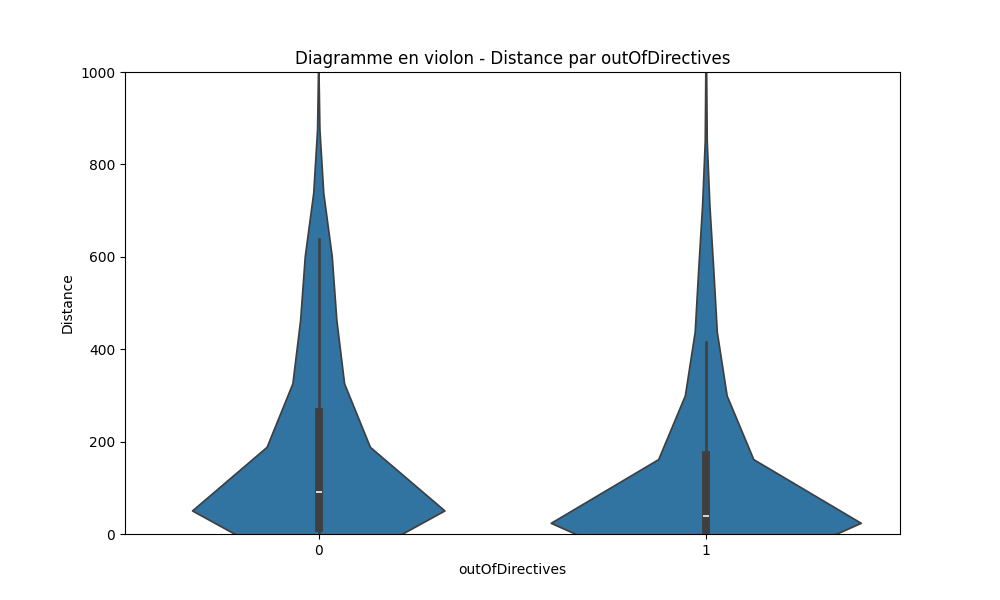 Diagramme en violon - Distance par outOfDirectives
1000
800
600
400
200
0
Distance
0
1
outOfDirectives